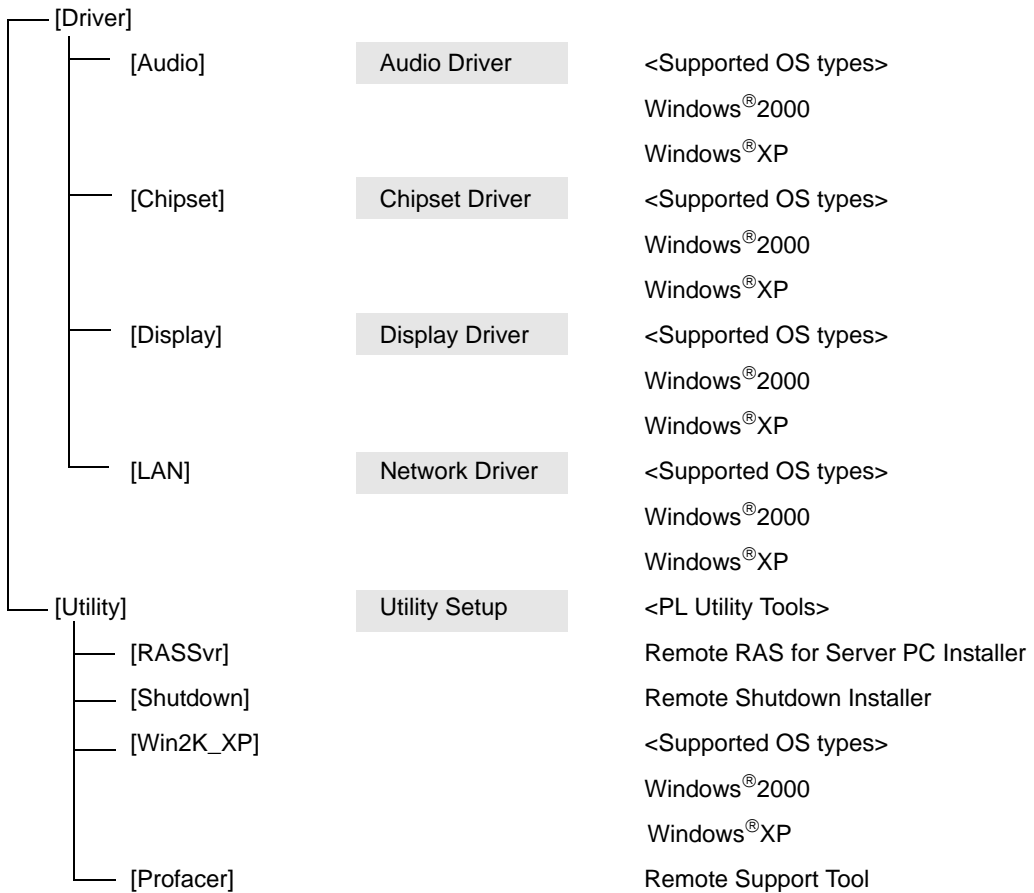 [Driver]
[Audio] Audio Driver <Supported OS types>
Windows®2000
Windows®XP
[Chipset] Chipset Driver <Supported OS types>
Windows®2000
Windows®XP
[Display] Display Driver <Supported OS types>
Windows®2000
Windows®XP
[LAN] Network Driver <Supported OS types>
Windows®2000
Windows®XP
[Utility] Utility Setup <PL Utility Tools>
[RASSvr] Remote RAS for Server PC Installer
[Shutdown] Remote Shutdown Installer
[Win2K_XP] <Supported OS types>
Windows®2000
Windows®XP
[Profacer] Remote Support Tool